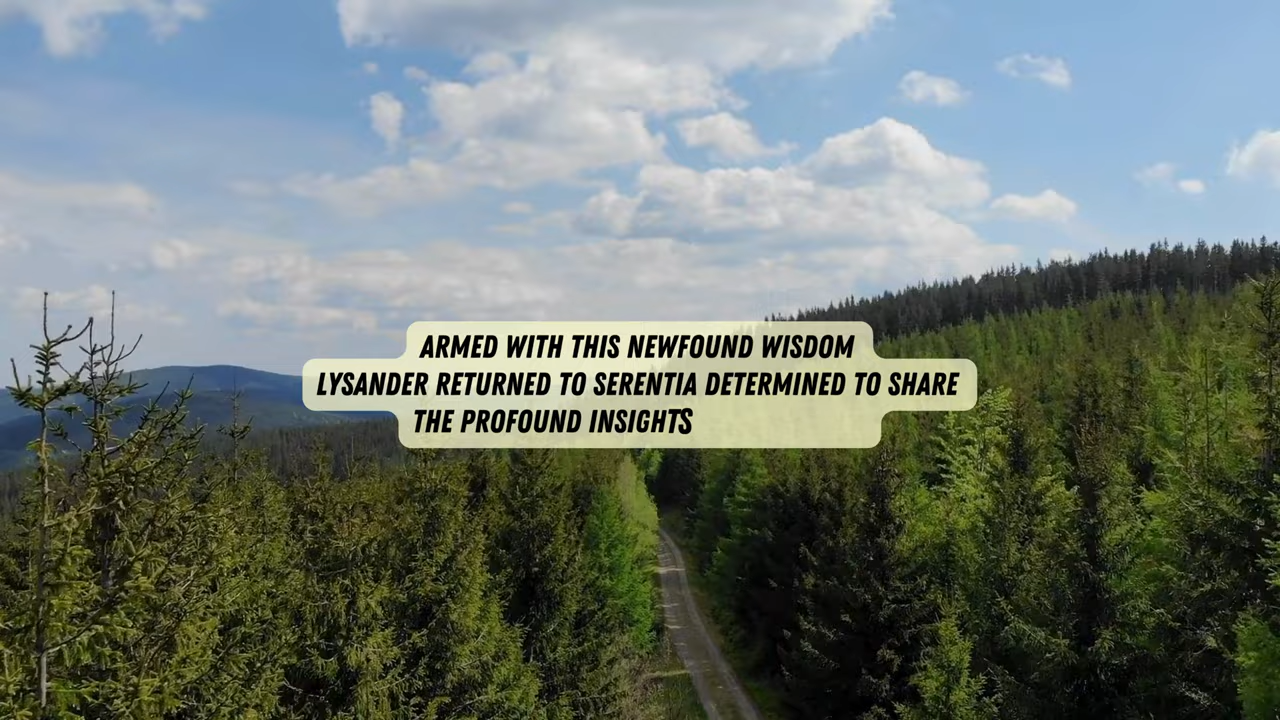 ARMED WITH THIS NEWFOUND WISDOM
LYSANDER RETURNED TO SERENTIA DETERMINED TO SHARE
THE PROFOUND INSIGHTS